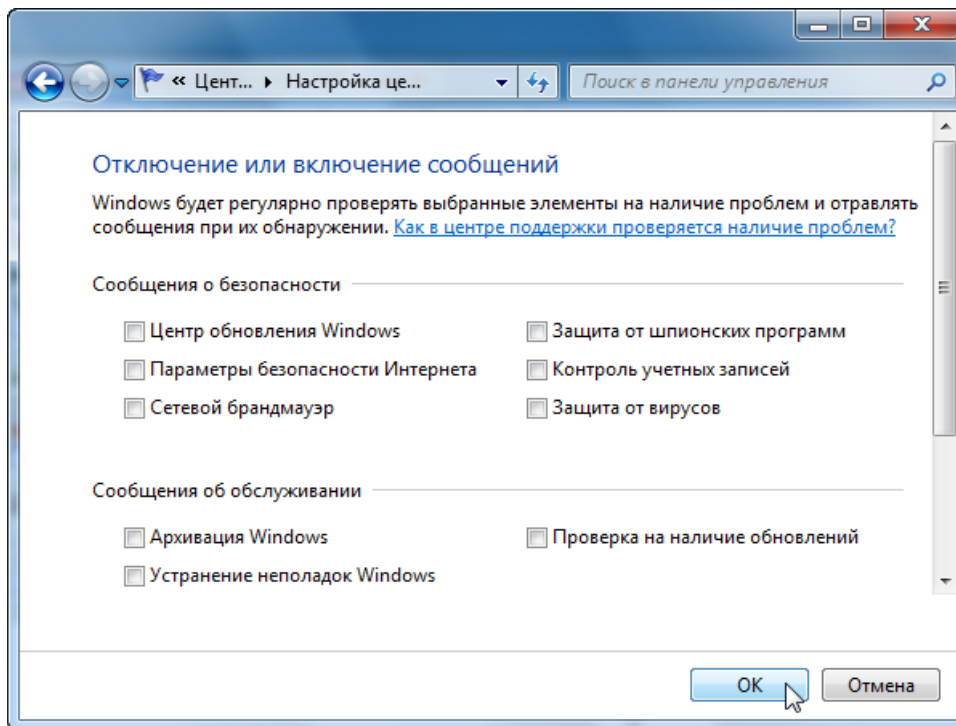 « Цент... ▸ Настройка це...
Поиск в панели управления
Отключение или включение сообщений
Windows будет регулярно проверять выбранные элементы на наличие проблем и отравлять
сообщения при их обнаружении. Как в центре поддержки проверяется наличие проблем?
Сообщения о безопасности
Центр обновления Windows
Защита от шпионских программ
Параметры безопасности Интернета
Контроль учетных записей
Сетевой брандмауэр
Защита от вирусов
Сообщения об обслуживании
Архивация Windows
Проверка на наличие обновлений
Устранение неполадок Windows
ОК
Отмена